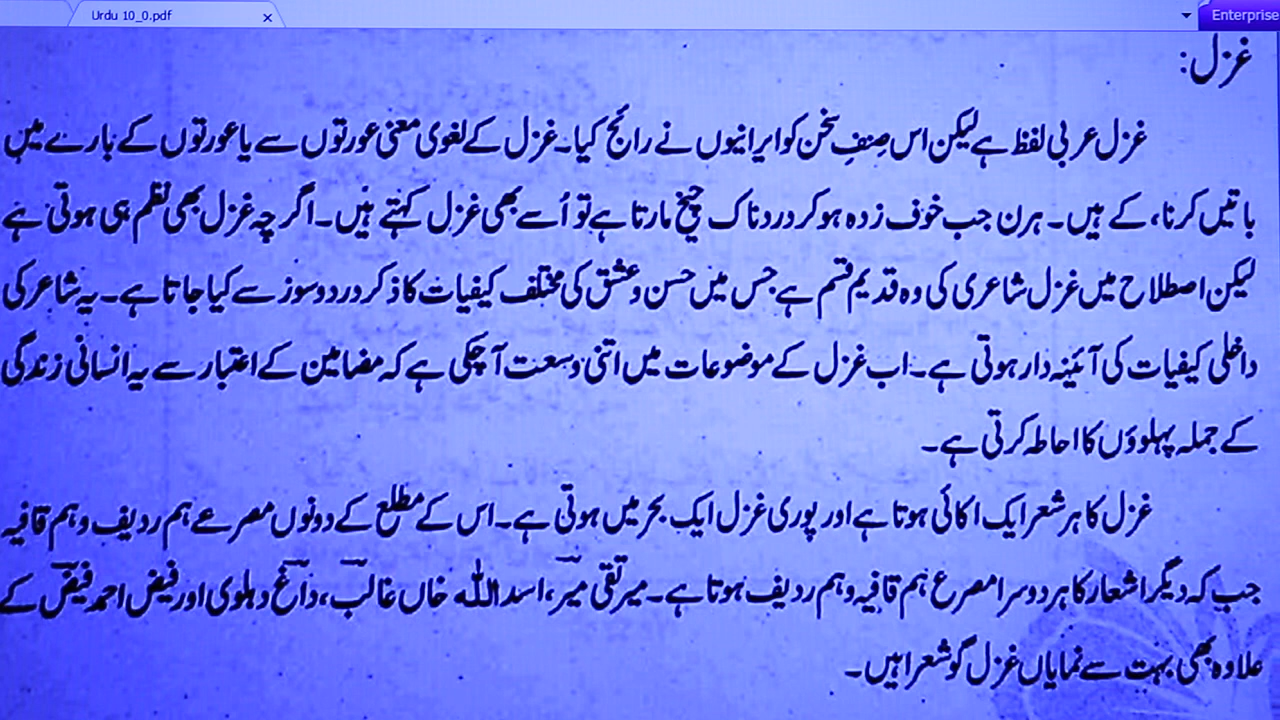 Urdu 10_0.pdf
Enterprise
غزل:
غزل عربی لفظ ہے لیکن اس صِنفِ سخن کو ایرانیوں نے رائج کیا۔ غزل کے لغوی معنی عورتوں سے یا عورتوں کے بارے میں
باتیں کرنا، کے ہیں۔ ہرن جب خوف زدہ ہو کر دردناک چیخ مارتا ہے تو اُسے بھی غزل کہتے ہیں۔ اگر چہ غزل بھی نظم ہی ہوتی ہے
لیکن اصطلاح میں غزل شاعری کی وہ قدیم قسم ہے جس میں حسن و عشق کی مختلف کیفیات کا ذکر درد و سوز سے کیا جاتا ہے۔ یہ شاعر کی
داخلی کیفیات کی آئینہ دار ہوتی ہے۔ اب غزل کے موضوعات میں اتنی وسعت آ چکی ہے کہ مضامین کے اعتبار سے یہ انسانی زندگی
کے جملہ پہلوؤں کا احاطہ کرتی ہے۔
غزل کا ہر شعر ایک اکائی ہوتا ہے اور پوری غزل ایک بحر میں ہوتی ہے۔ اس کے مطلع کے دونوں مصرعے ہم ردیف و ہم قافیہ
جب کہ دیگر اشعار کا ہر دوسرا مصرع ہم قافیہ و ہم ردیف ہوتا ہے۔ میر تقی میرؔ، اسد اللہ خاں غالبؔ، داغؔ دہلوی اور فیض احمد فیضؔ کے
علاوہ بھی بہت سے نمایاں غزل گو شعرا ہیں۔